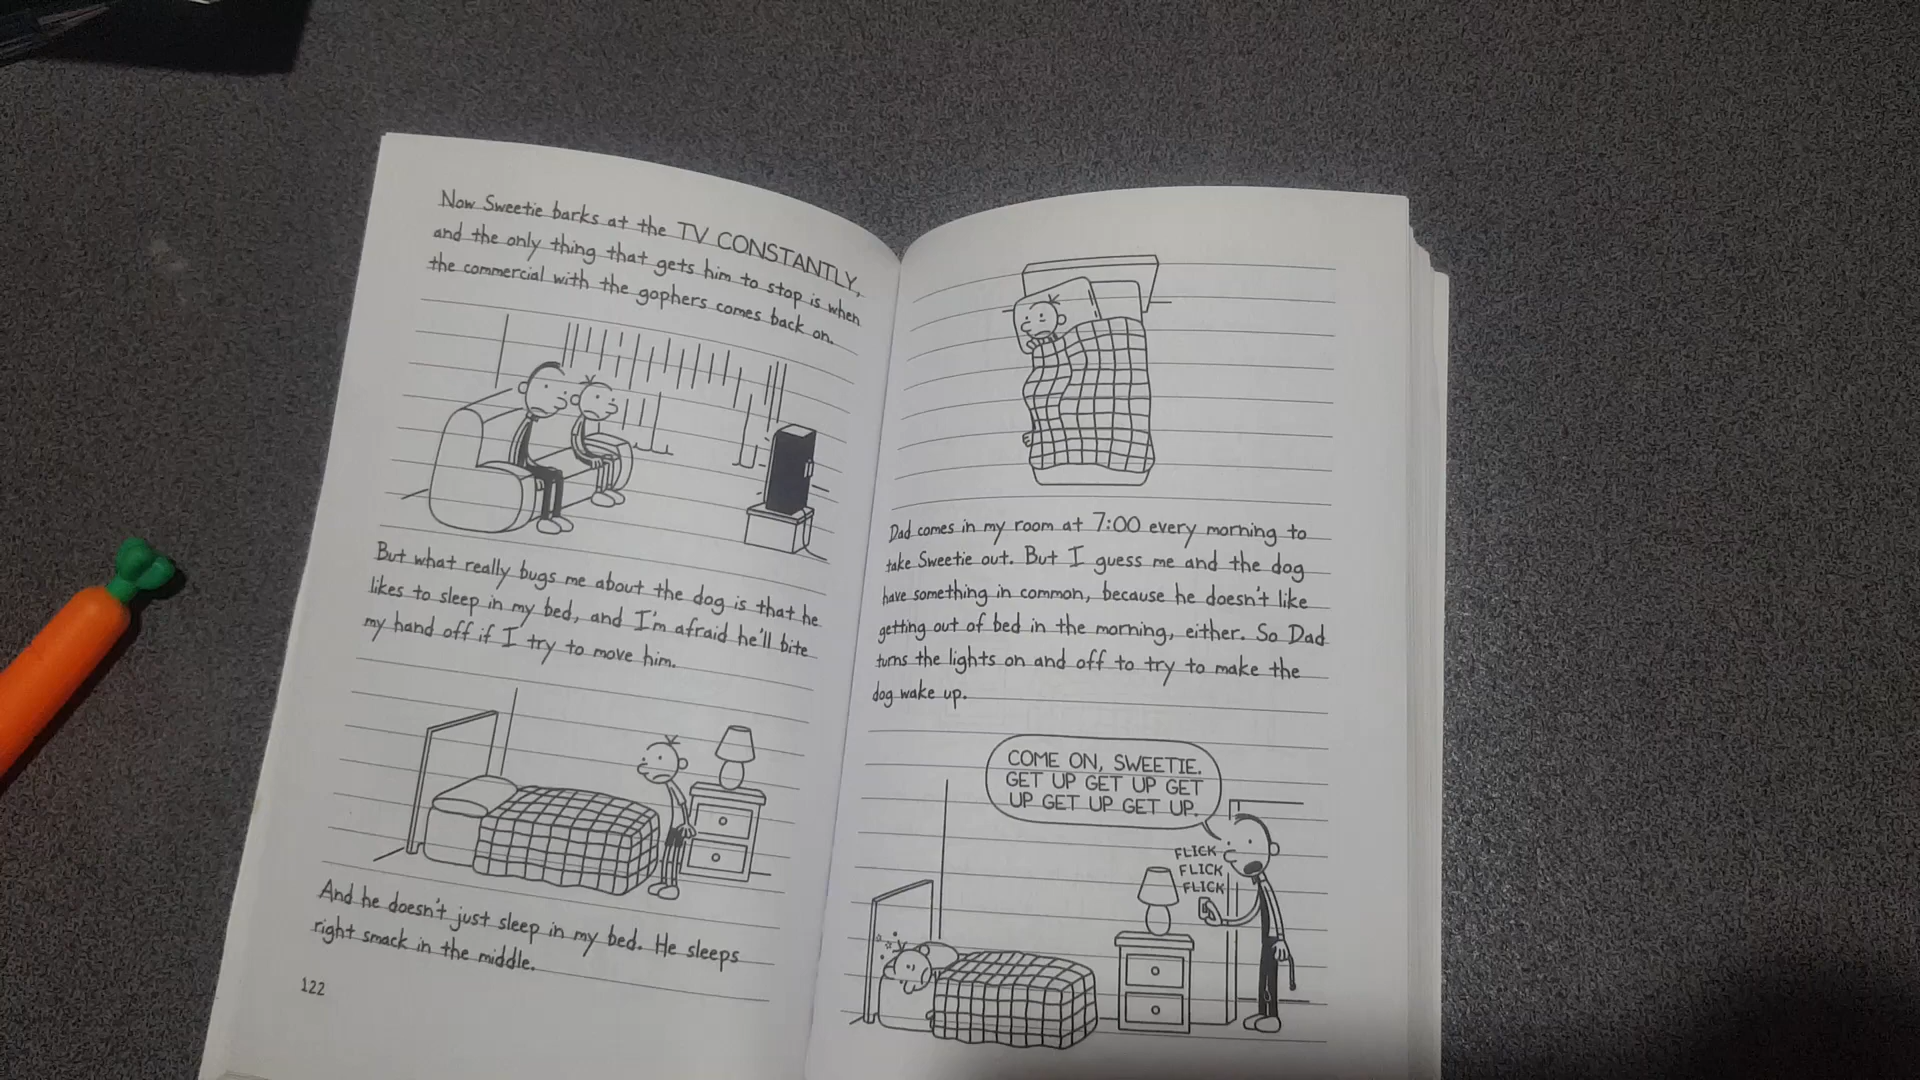 Now Sweetie barks at the TV CONSTANTLY,
and the only thing that gets him to stop is when
the commercial with the gophers comes back on.
But what really bugs me about the dog is that he
likes to sleep in my bed, and I'm afraid he'll bite
my hand off if I try to move him.
And he doesn't just sleep in my bed. He sleeps
right smack in the middle.
122
Dad comes in my room at 7:00 every morning to
take Sweetie out. But I guess me and the dog
have something in common, because he doesn't like
getting out of bed in the morning, either. So Dad
turns the lights on and off to try to make the
dog wake up.
COME ON, SWEETIE.
GET UP GET UP GET
UP GET UP GET UP.
FLICK
FLICK
FLICK